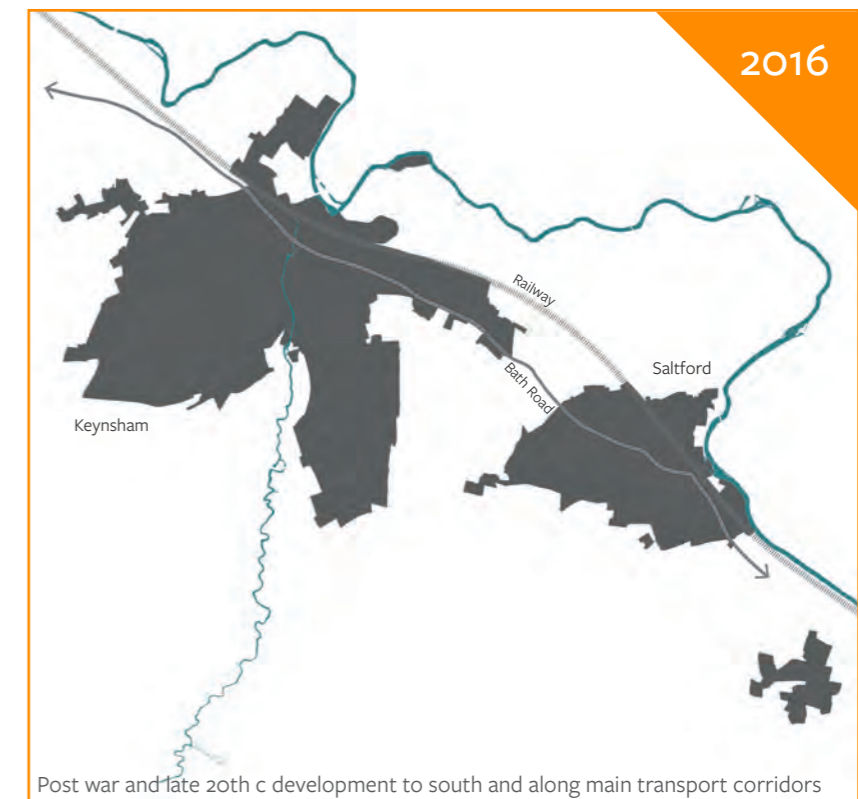 2016
Railway
Saltford
Bath Road
Keynsham
Post war and late 20th c development to south and along main transport corridors